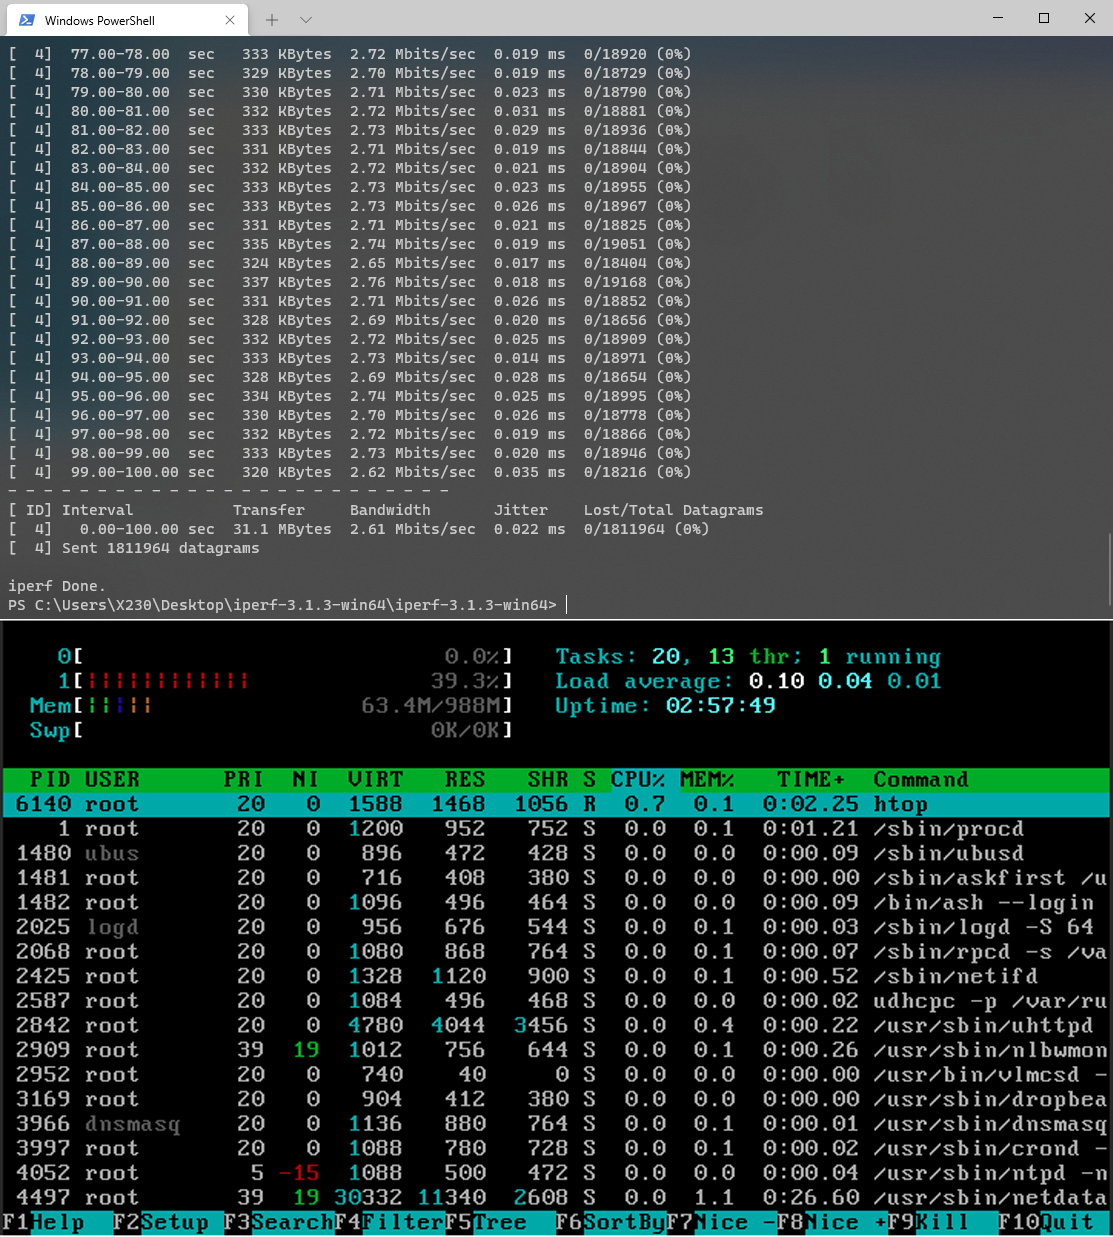 Windows PowerShell
[  4]  77.00-78.00  sec   333 KBytes  2.72 Mbits/sec  0.019 ms  0/18920 (0%)
[  4]  78.00-79.00  sec   329 KBytes  2.70 Mbits/sec  0.019 ms  0/18729 (0%)
[  4]  79.00-80.00  sec   330 KBytes  2.71 Mbits/sec  0.023 ms  0/18790 (0%)
[  4]  80.00-81.00  sec   332 KBytes  2.72 Mbits/sec  0.031 ms  0/18881 (0%)
[  4]  81.00-82.00  sec   333 KBytes  2.73 Mbits/sec  0.029 ms  0/18936 (0%)
[  4]  82.00-83.00  sec   331 KBytes  2.71 Mbits/sec  0.019 ms  0/18844 (0%)
[  4]  83.00-84.00  sec   332 KBytes  2.72 Mbits/sec  0.021 ms  0/18904 (0%)
[  4]  84.00-85.00  sec   333 KBytes  2.73 Mbits/sec  0.023 ms  0/18955 (0%)
[  4]  85.00-86.00  sec   333 KBytes  2.73 Mbits/sec  0.026 ms  0/18967 (0%)
[  4]  86.00-87.00  sec   331 KBytes  2.71 Mbits/sec  0.021 ms  0/18825 (0%)
[  4]  87.00-88.00  sec   335 KBytes  2.74 Mbits/sec  0.019 ms  0/19051 (0%)
[  4]  88.00-89.00  sec   324 KBytes  2.65 Mbits/sec  0.017 ms  0/18404 (0%)
[  4]  89.00-90.00  sec   337 KBytes  2.76 Mbits/sec  0.018 ms  0/19168 (0%)
[  4]  90.00-91.00  sec   331 KBytes  2.71 Mbits/sec  0.026 ms  0/18852 (0%)
[  4]  91.00-92.00  sec   328 KBytes  2.69 Mbits/sec  0.020 ms  0/18656 (0%)
[  4]  92.00-93.00  sec   332 KBytes  2.72 Mbits/sec  0.025 ms  0/18909 (0%)
[  4]  93.00-94.00  sec   333 KBytes  2.73 Mbits/sec  0.014 ms  0/18971 (0%)
[  4]  94.00-95.00  sec   328 KBytes  2.69 Mbits/sec  0.028 ms  0/18654 (0%)
[  4]  95.00-96.00  sec   334 KBytes  2.74 Mbits/sec  0.025 ms  0/18995 (0%)
[  4]  96.00-97.00  sec   330 KBytes  2.70 Mbits/sec  0.026 ms  0/18778 (0%)
[  4]  97.00-98.00  sec   332 KBytes  2.72 Mbits/sec  0.019 ms  0/18866 (0%)
[  4]  98.00-99.00  sec   333 KBytes  2.73 Mbits/sec  0.020 ms  0/18946 (0%)
[  4]  99.00-100.00 sec   320 KBytes  2.62 Mbits/sec  0.035 ms  0/18216 (0%)
- - - - - - - - - - - - - - - - - - - - - - - - -
[ ID] Interval           Transfer     Bandwidth       Jitter    Lost/Total Datagrams
[  4]   0.00-100.00 sec  31.1 MBytes  2.61 Mbits/sec  0.022 ms  0/1811964 (0%)
[  4] Sent 1811964 datagrams
iperf Done.
PS C:\Users\X230\Desktop\iperf-3.1.3-win64\iperf-3.1.3-win64>
0[ 0.0%] Tasks: 20, 13 thr; 1 running
1[|||||||||||| 39.3%] Load average: 0.10 0.04 0.01
Mem[||||| 63.4M/988M] Uptime: 02:57:49
Swp[ 0K/0K]
PID USER PRI NI VIRT RES SHR S CPU% MEM% TIME+ Command
6140 root 20 0 1588 1468 1056 R 0.7 0.1 0:02.25 htop
1 root 20 0 1200 952 752 S 0.0 0.1 0:01.21 /sbin/procd
1480 ubus 20 0 896 472 428 S 0.0 0.0 0:00.09 /sbin/ubusd
1481 root 20 0 716 408 380 S 0.0 0.0 0:00.00 /sbin/askfirst /u
1482 root 20 0 1096 496 464 S 0.0 0.0 0:00.09 /bin/ash --login
2025 logd 20 0 956 676 544 S 0.0 0.1 0:00.03 /sbin/logd -S 64
2068 root 20 0 1080 868 764 S 0.0 0.1 0:00.07 /sbin/rpcd -s /va
2425 root 20 0 1328 1120 900 S 0.0 0.1 0:00.52 /sbin/netifd
2587 root 20 0 1084 496 468 S 0.0 0.0 0:00.02 udhcpc -p /var/ru
2842 root 20 0 4780 4044 3456 S 0.0 0.4 0:00.22 /usr/sbin/uhttpd
2909 root 39 19 1012 756 644 S 0.0 0.1 0:00.26 /usr/sbin/nlbwmon
2952 root 20 0 740 40 0 S 0.0 0.0 0:00.00 /usr/bin/vlmcsd -
3169 root 20 0 904 412 380 S 0.0 0.0 0:00.00 /usr/sbin/dropbea
3966 dnsmasq 20 0 1136 880 764 S 0.0 0.1 0:00.01 /usr/sbin/dnsmasq
3997 root 20 0 1088 780 728 S 0.0 0.1 0:00.02 /usr/sbin/crond -
4052 root 5 -15 1088 500 472 S 0.0 0.0 0:00.04 /usr/sbin/ntpd -n
4497 root 39 19 30332 11340 2608 S 0.0 1.1 0:26.60 /usr/sbin/netdata
F1Help F2Setup F3SearchF4FilterF5Tree F6SortByF7Nice -F8Nice +F9Kill F10Quit